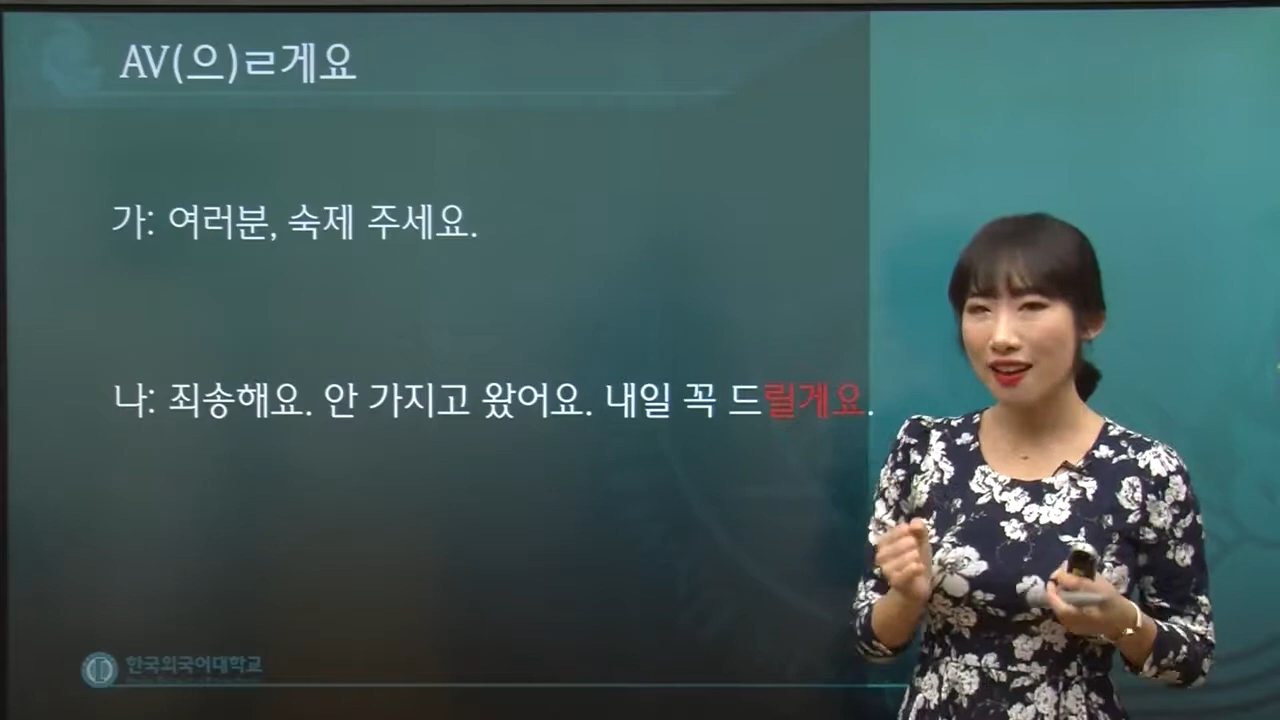 AV(으)ㄹ게요
가: 여러분, 숙제 주세요.
나: 죄송해요. 안 가지고 왔어요. 내일 꼭 드릴게요.
한국외국어대학교